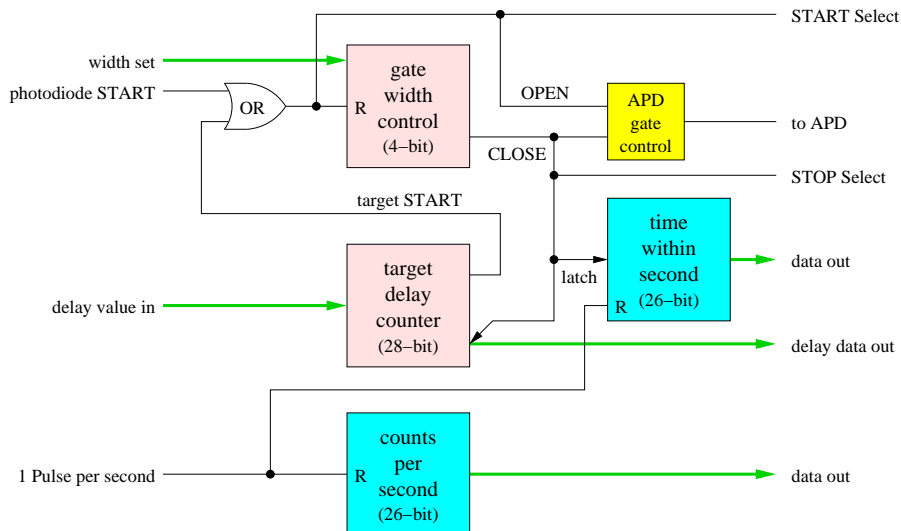 START Select
width set
photodiode START
OR
R
gate
width
control
(4−bit)
OPEN
APD
gate
control
to APD
CLOSE
STOP Select
target START
time
within
second
(26−bit)
R
latch
data out
target
delay
counter
(28−bit)
delay value in
delay data out
1 Pulse per second
R
counts
per
second
(26−bit)
data out